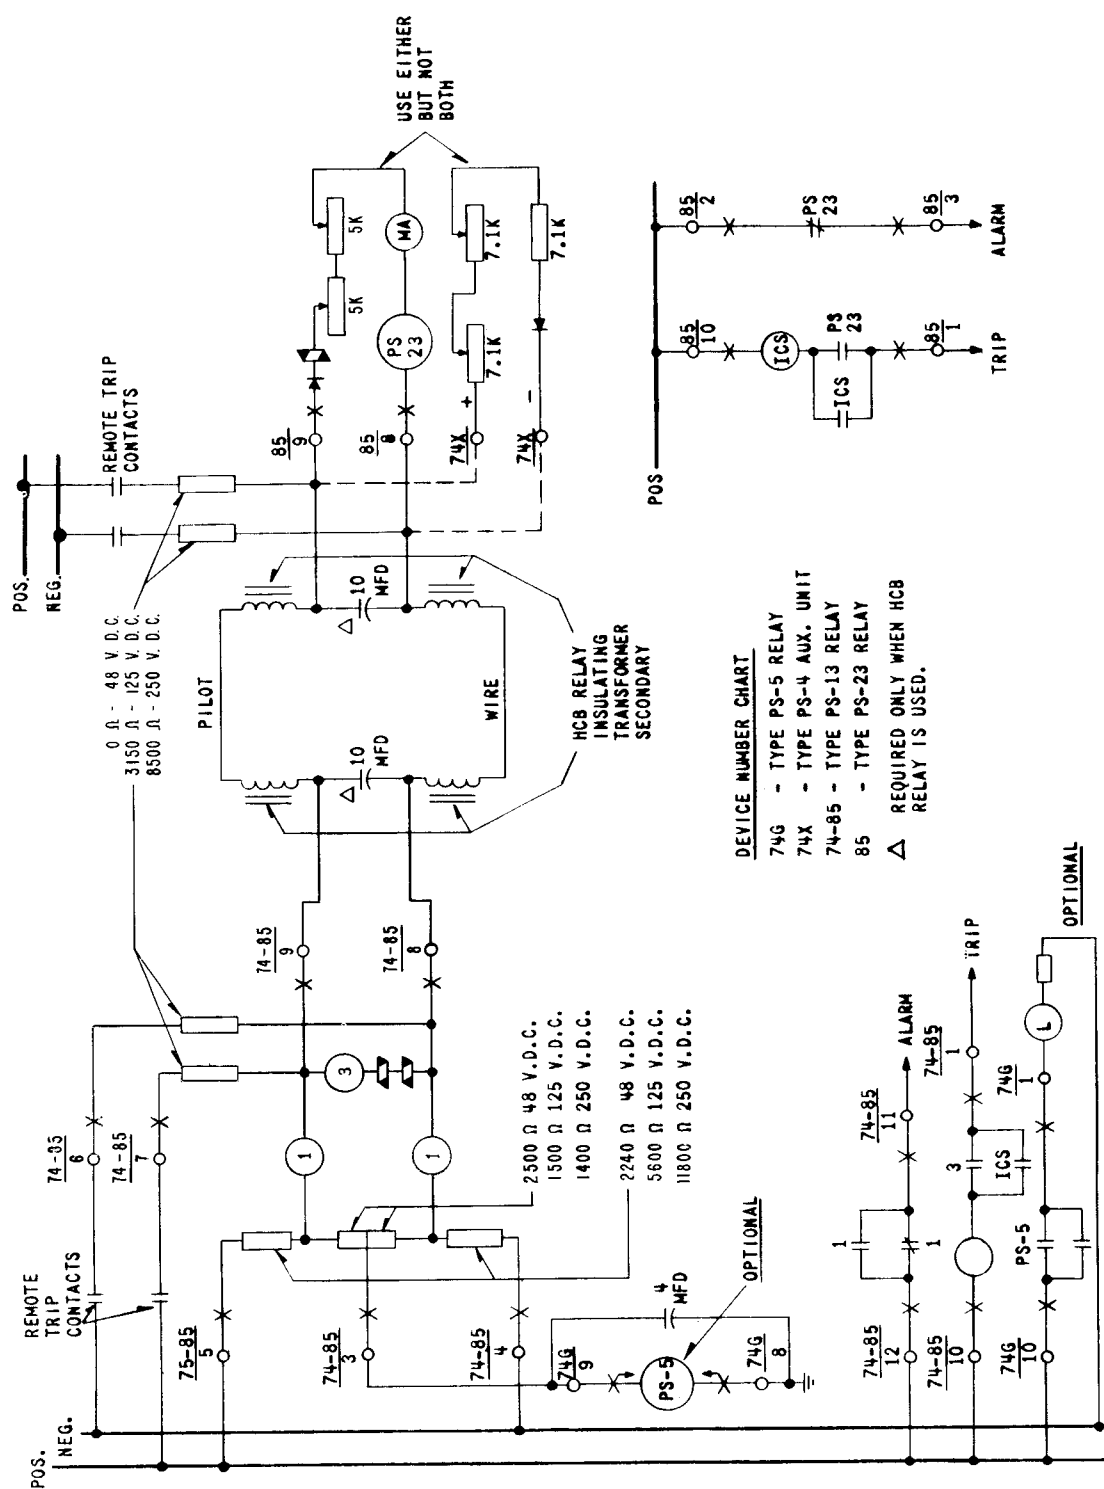 POS.
NEG.
REMOTE TRIP
CONTACTS
0 Ω - 48 V.D.C.
3150 Ω - 125 V.D.C.
8500 Ω - 250 V.D.C.
USE EITHER
BUT NOT
BOTH
85
9
5K
5K
MA
PS
23
85
8
74X
+
7.1K
7.1K
74X
-
7.1K
PILOT
WIRE
Δ
10
MFD
Δ
10
MFD
HCB RELAY
INSULATING
TRANSFORMER
SECONDARY
POS
85
10
ICS
ICS
PS
23
85
1
TRIP
85
2
PS
23
85
3
ALARM
DEVICE NUMBER CHART
74G - TYPE PS-5 RELAY
74X - TYPE PS-4 AUX. UNIT
74-85 - TYPE PS-13 RELAY
85 - TYPE PS-23 RELAY
Δ REQUIRED ONLY WHEN HCB
RELAY IS USED.
74-85
9
74-85
8
3
1
1
74-85
6
74-85
7
REMOTE
TRIP
CONTACTS
2500 Ω 48 V.D.C.
1500 Ω 125 V.D.C.
1400 Ω 250 V.D.C.
2240 Ω 48 V.D.C.
5600 Ω 125 V.D.C.
11800 Ω 250 V.D.C.
75-85
5
74-85
3
74-85
4
POS.
NEG.
74G
9
PS-5
74G
8
4
MFD
OPTIONAL
74-85
12
1
1
74-85
11
ALARM
74-85
10
3
ICS
74-85
1
TRIP
74G
10
PS-5
74G
1
L
OPTIONAL